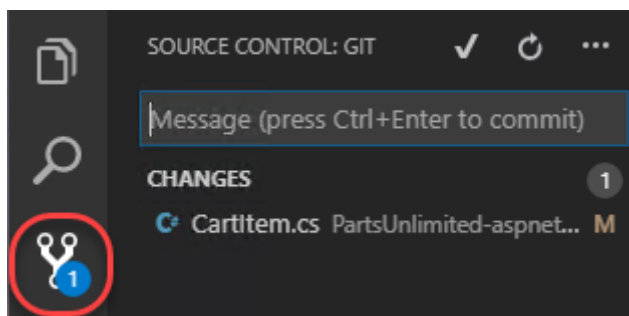 SOURCE CONTROL: GIT
Message (press Ctrl+Enter to commit)
CHANGES 1
C# CartItem.cs PartsUnlimited-aspnet... M
1